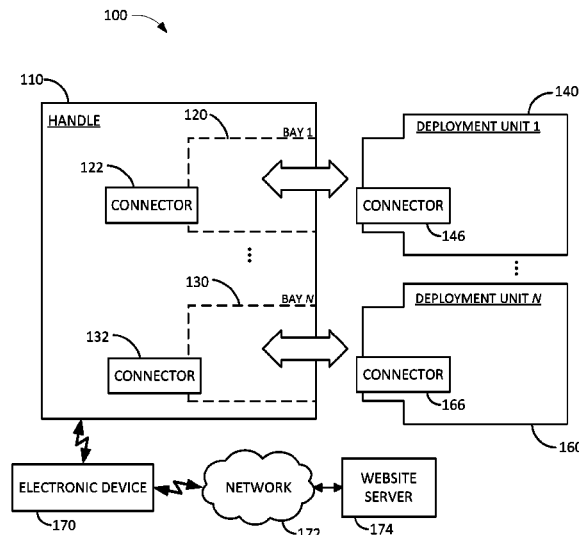 100
110
140
HANDLE
120
BAY 1
DEPLOYMENT UNIT 1
122
CONNECTOR
CONNECTOR
146
130
BAY N
DEPLOYMENT UNIT N
132
CONNECTOR
CONNECTOR
166
160
ELECTRONIC DEVICE
NETWORK
WEBSITE
SERVER
170
172
174